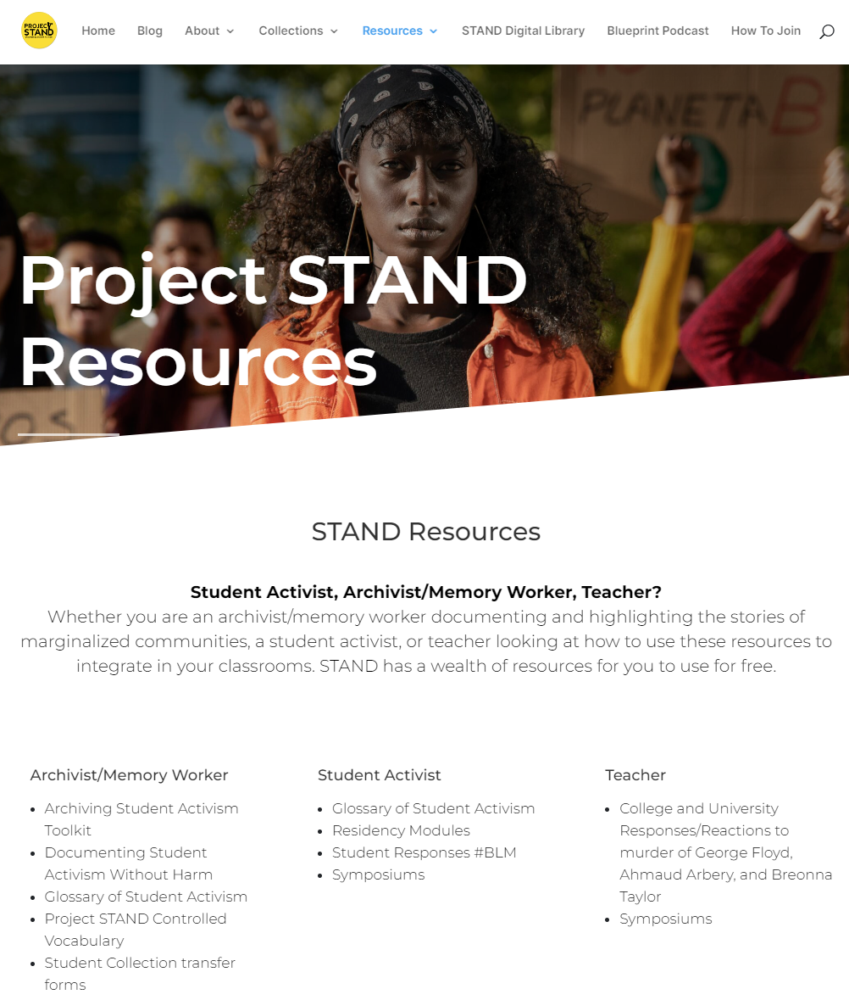 PROJECT
STAND
Home
Blog
About
Collections
Resources
STAND Digital Library
Blueprint Podcast
How To Join
PLANETA B
Project STAND
Resources
OS
STAND Resources
Student Activist, Archivist/Memory Worker, Teacher?
Whether you are an archivist/memory worker documenting and highlighting the stories of
marginalized communities, a student activist, or teacher looking at how to use these resources to
integrate in your classrooms. STAND has a wealth of resources for you to use for free.
Archivist/Memory Worker
Archiving Student Activism
Toolkit
Documenting Student
Activism Without Harm
Glossary of Student Activism
Project STAND Controlled
Vocabulary
Student Collection transfer
forms
Student Activist
Glossary of Student Activism
Residency Modules
Student Responses #BLM
Symposiums
Teacher
College and University
Responses/Reactions to
murder of George Floyd,
Ahmaud Arbery, and Breonna
Taylor
Symposiums